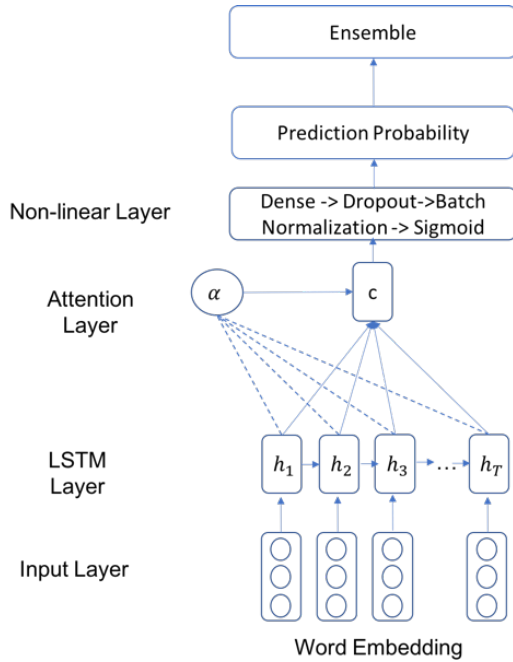 Ensemble
Prediction Probability
Non-linear Layer
Dense -> Dropout->Batch
Normalization -> Sigmoid
Attention
Layer
α
c
LSTM
Layer
h₁
h₂
h₃
...
h_T
Input Layer
Word Embedding